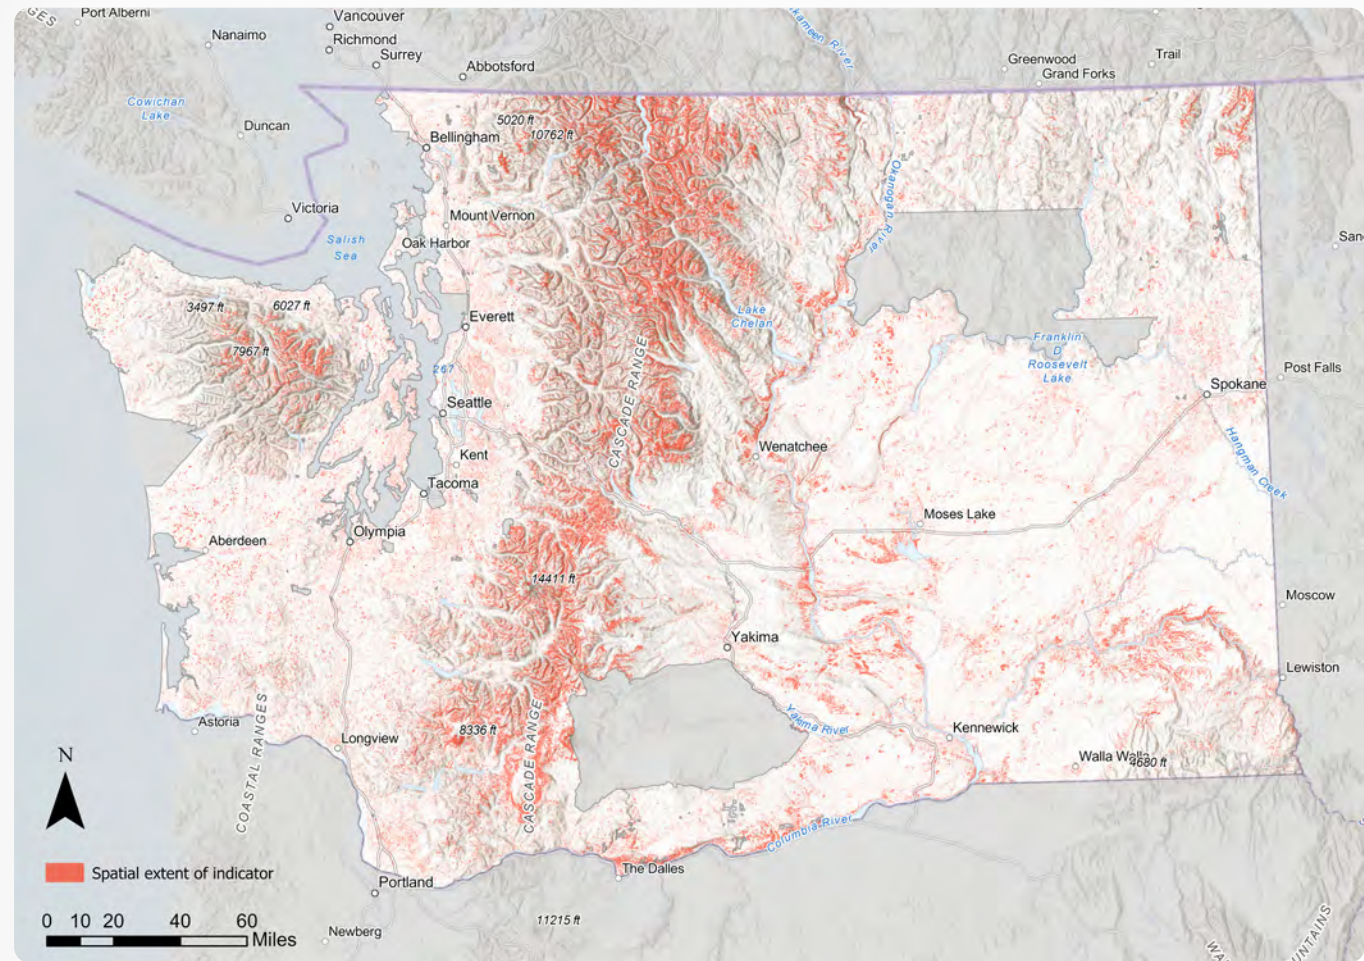 GES
Port Alberni
Nanaimo
Vancouver
Richmond
Surrey
Abbotsford
Greenwood
Grand Forks
Trail
Cowichan
Lake
Duncan
Victoria
Salish
Sea
Bellingham
5020 ft
10762 ft
Mount Vernon
Oak Harbor
Okanogan River
3497 ft
6027 ft
7967 ft
Everett
267
Seattle
Kent
Tacoma
Olympia
Aberdeen
CASCADE RANGE
Lake
Chelan
Wenatchee
Franklin
D
Roosevelt
Lake
San
Post Falls
Spokane
Hangman Creek
Moses Lake
14411 ft
Yakima
Moscow
Lewiston
Astoria
Longview
COASTAL RANGES
8336 ft
CASCADE RANGE
Yakima River
Kennewick
Walla Walla
4680 ft
Columbia River
The Dalles
Portland
11215 ft
Newberg
N
Spatial extent of indicator
0 10 20 40 60
Miles
UNTAINS